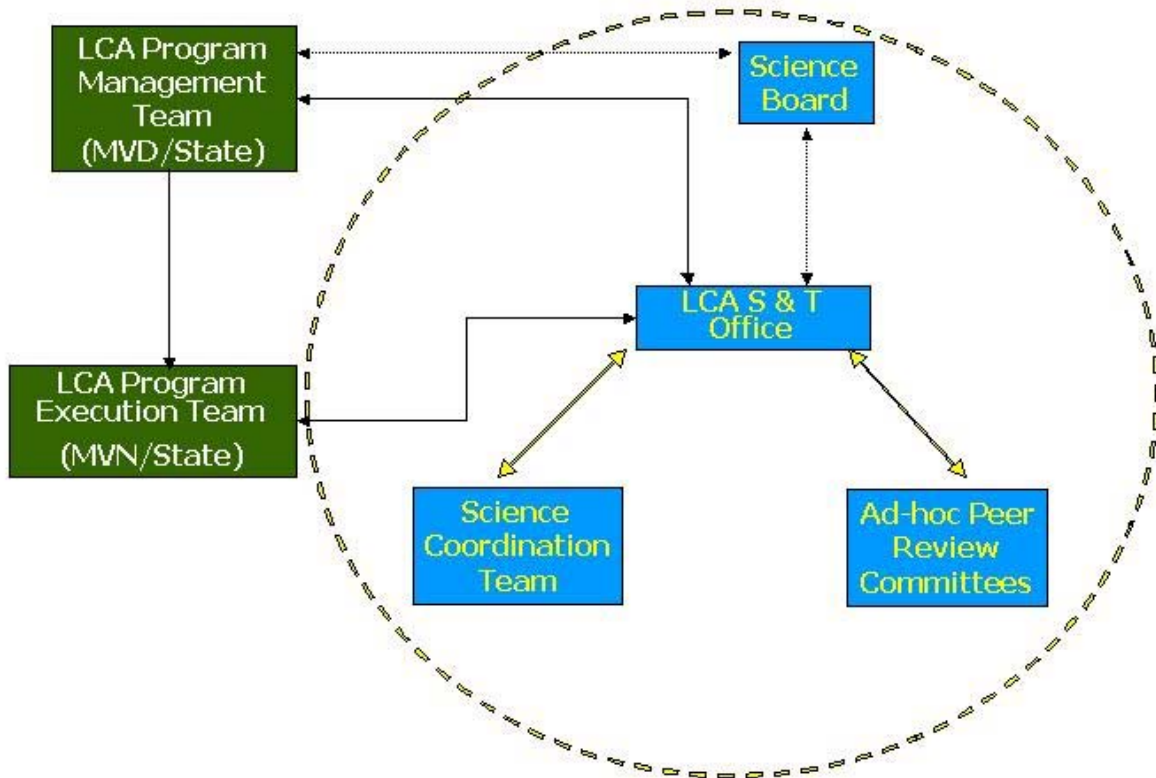 LCA Program
Management
Team
(MVD/State)
Science
Board
LCA S & T
Office
LCA Program
Execution Team
(MVN/State)
Science
Coordination
Team
Ad-hoc Peer
Review
Committees